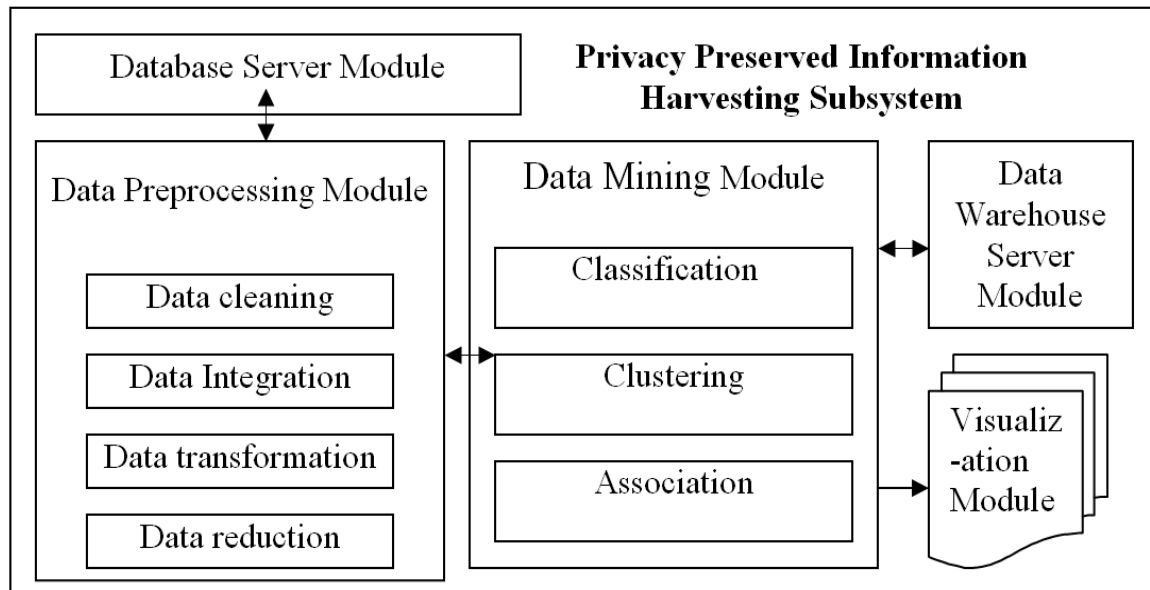 Database Server Module
Privacy Preserved Information
Harvesting Subsystem
Data Preprocessing Module
Data cleaning
Data Integration
Data transformation
Data reduction
Data Mining Module
Classification
Clustering
Association
Data
Warehouse
Server
Module
Visualiz
-ation
Module